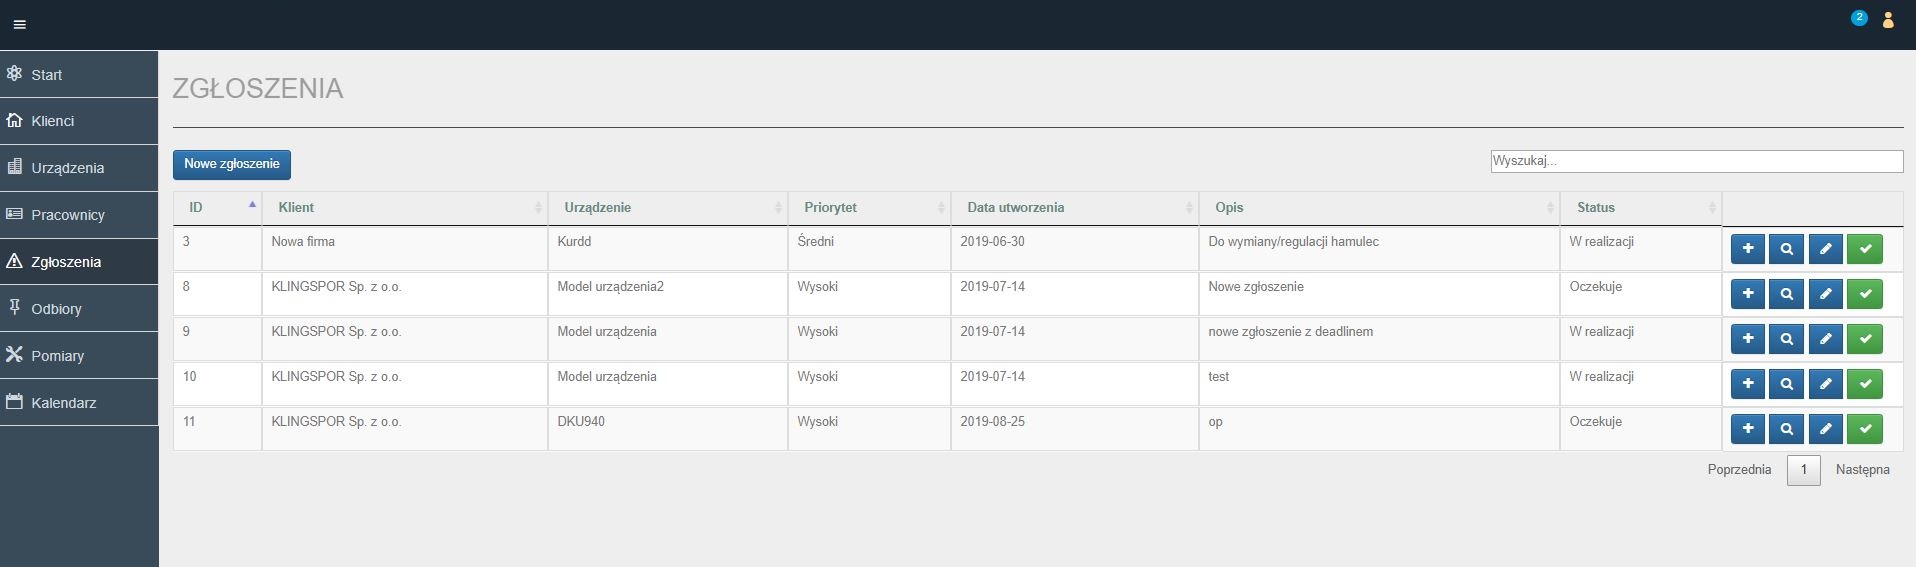 2
Start
Klienci
Urządzenia
Pracownicy
Zgłoszenia
Odbiory
Pomiary
Kalendarz
ZGŁOSZENIA
Nowe zgłoszenie
Wyszukaj...
ID Klient Urządzenie Priorytet Data utworzenia Opis Status
3 Nowa firma Kurdd Średni 2019-06-30 Do wymiany/regulacji hamulec W realizacji
8 KLINGSPOR Sp. z o.o. Model urządzenia2 Wysoki 2019-07-14 Nowe zgłoszenie Oczekuje
9 KLINGSPOR Sp. z o.o. Model urządzenia Wysoki 2019-07-14 nowe zgłoszenie z deadlinem W realizacji
10 KLINGSPOR Sp. z o.o. Model urządzenia Wysoki 2019-07-14 test W realizacji
11 KLINGSPOR Sp. z o.o. DKU940 Wysoki 2019-08-25 op Oczekuje
Poprzednia 1 Następna